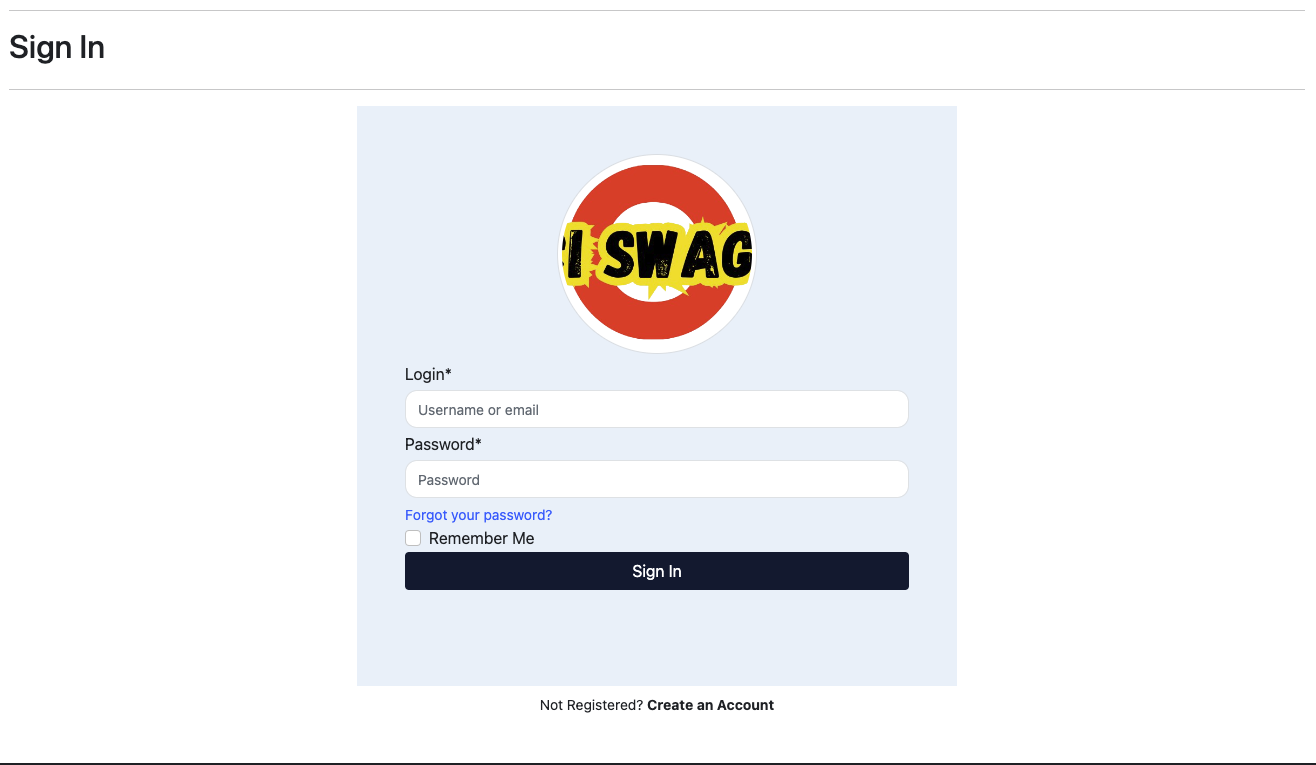 Sign In
I SWAG
Login*
Username or email
Password*
Password
Forgot your password?
Remember Me
Sign In
Not Registered? Create an Account